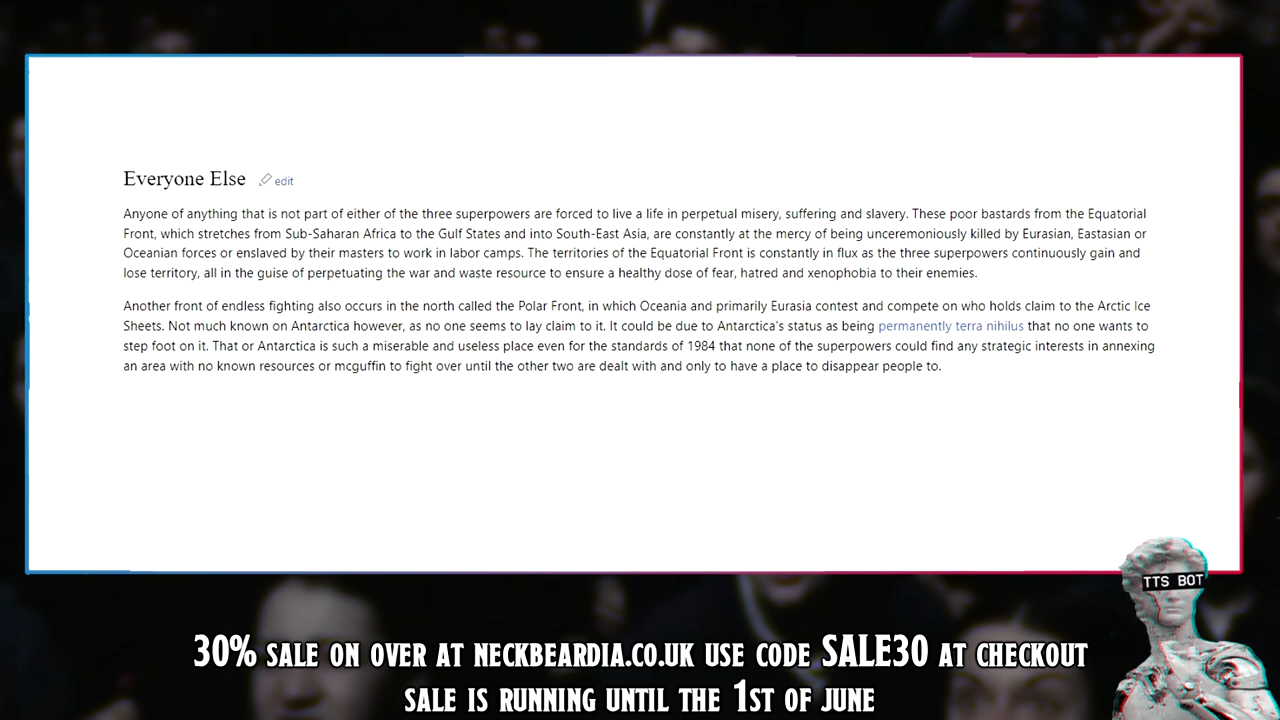 Everyone Else edit
Anyone of anything that is not part of either of the three superpowers are forced to live a life in perpetual misery, suffering and slavery. These poor bastards from the Equatorial
Front, which stretches from Sub-Saharan Africa to the Gulf States and into South-East Asia, are constantly at the mercy of being unceremoniously killed by Eurasian, Eastasian or
Oceanian forces or enslaved by their masters to work in labor camps. The territories of the Equatorial Front is constantly in flux as the three superpowers continuously gain and
lose territory, all in the guise of perpetuating the war and waste resource to ensure a healthy dose of fear, hatred and xenophobia to their enemies.
Another front of endless fighting also occurs in the north called the Polar Front, in which Oceania and primarily Eurasia contest and compete on who holds claim to the Arctic Ice
Sheets. Not much known on Antarctica however, as no one seems to lay claim to it. It could be due to Antarctica's status as being permanently terra nihilus that no one wants to
step foot on it. That or Antarctica is such a miserable and useless place even for the standards of 1984 that none of the superpowers could find any strategic interests in annexing
an area with no known resources or mcguffin to fight over until the other two are dealt with and only to have a place to disappear people to.
TTS BOT
30% SALE ON OVER AT NECKBEARDIA.CO.UK USE CODE SALE30 AT CHECKOUT
SALE IS RUNNING UNTIL THE 1ST OF JUNE